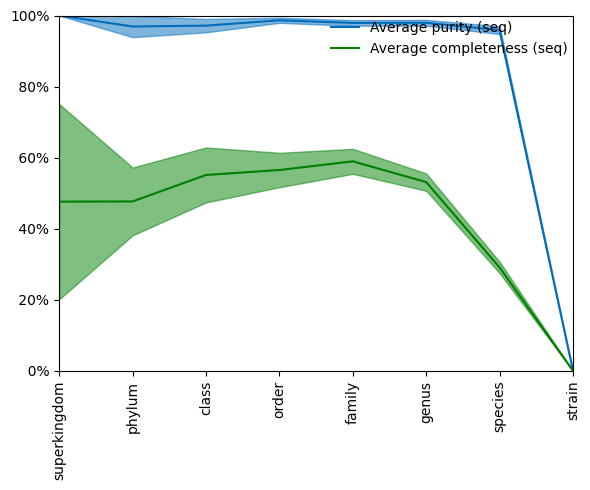 100%
80%
60%
40%
20%
0%
Average purity (seq)
Average completeness (seq)
superkingdom
phylum
class
order
family
genus
species
strain